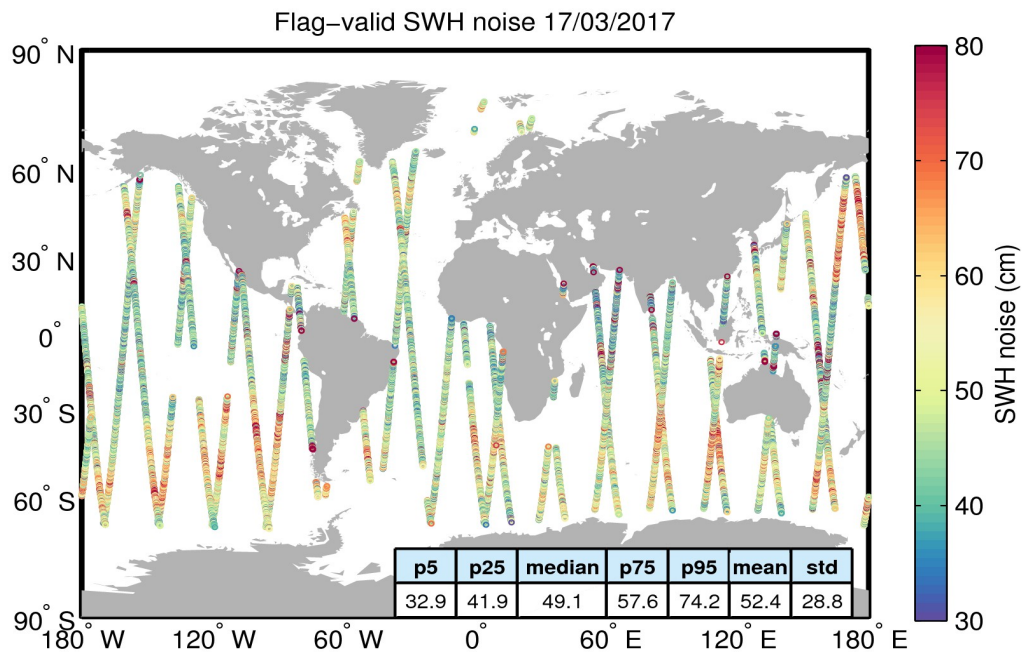 Flag−valid SWH noise 17/03/2017
90° N
60° N
30° N
0°
30° S
60° S
90° S
180° W
120° W
60° W
0°
60° E
120° E
180° E
80
70
60
50
40
30
SWH noise (cm)
p5 p25 median p75 p95 mean std
32.9 41.9 49.1 57.6 74.2 52.4 28.8